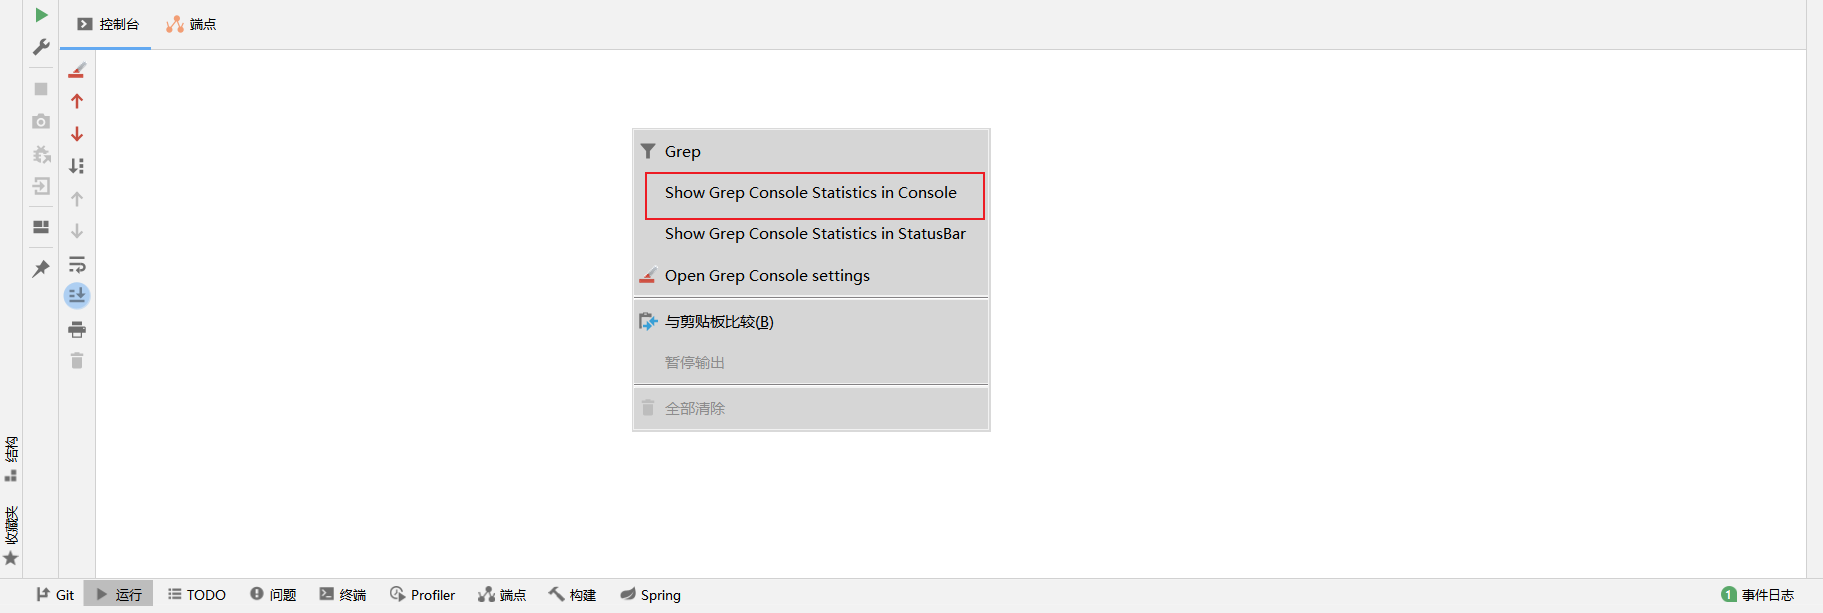 控制台 端点
Grep
Show Grep Console Statistics in Console
Show Grep Console Statistics in StatusBar
Open Grep Console settings
与剪贴板比较(B)
暂停输出
全部清除
结构
收藏夹
Git 运行 TODO 问题 终端 Profiler 端点 构建 Spring 1 事件日志